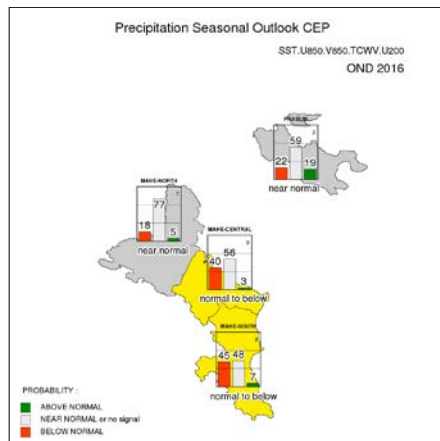 Precipitation Seasonal Outlook CEP
SST.U850.V850.TCWV.U200
OND 2016
59
22
19
near normal
MAHE-NORTH
77
18
5
near normal
MAHE-CENTRAL
56
40
3
normal to below
MAHE-SOUTH
45
48
7
normal to below
PROBABILITY :
ABOVE NORMAL
NEAR NORMAL or no signal
BELOW NORMAL